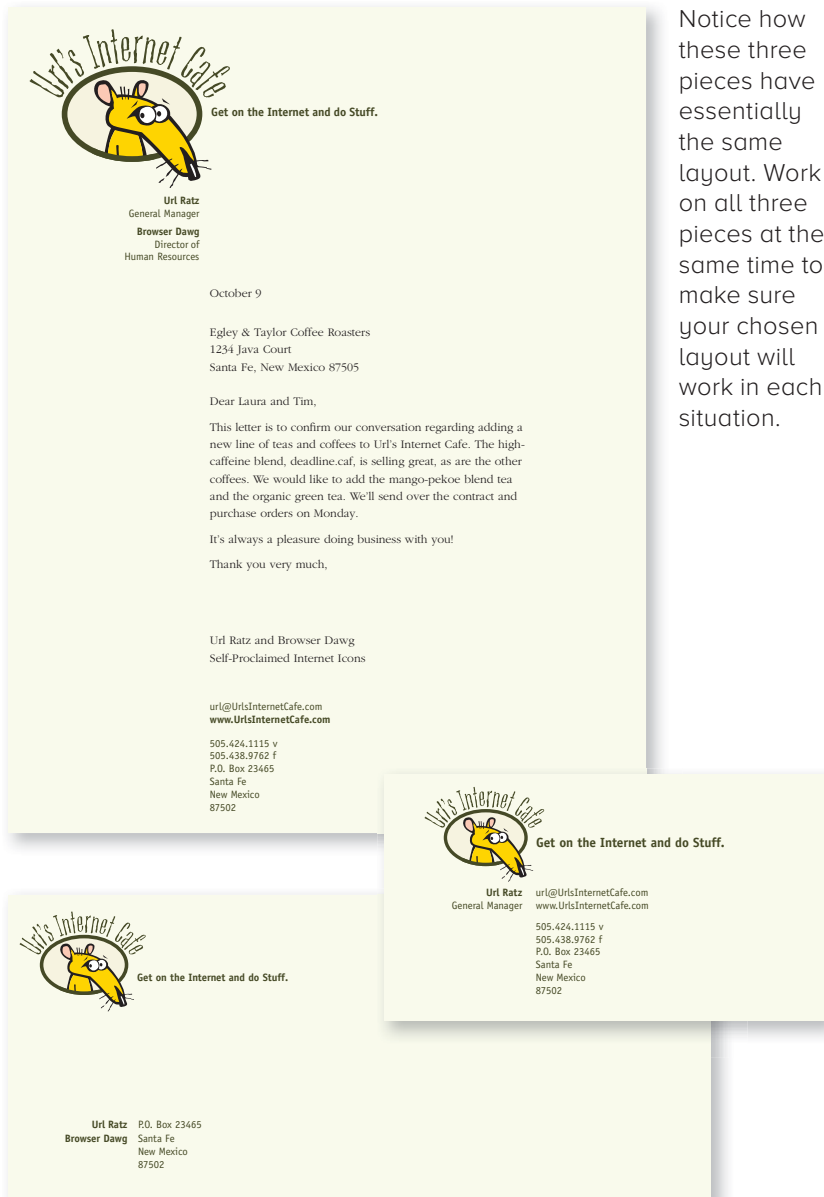 Url's Internet Cafe
Get on the Internet and do Stuff.
Url Ratz
General Manager
Browser Dawg
Director of
Human Resources
October 9
Egley & Taylor Coffee Roasters
1234 Java Court
Santa Fe, New Mexico 87505
Dear Laura and Tim,
This letter is to confirm our conversation regarding adding a
new line of teas and coffees to Url's Internet Cafe. The high-
caffeine blend, deadline.caf, is selling great, as are the other
coffees. We would like to add the mango-pekoe blend tea
and the organic green tea. We'll send over the contract and
purchase orders on Monday.
It's always a pleasure doing business with you!
Thank you very much,
Url Ratz and Browser Dawg
Self-Proclaimed Internet Icons
url@UrlsInternetCafe.com
www.UrlsInternetCafe.com
505.424.1115 v
505.438.9762 f
P.O. Box 23465
Santa Fe
New Mexico
87502
Notice how
these three
pieces have
essentially
the same
layout. Work
on all three
pieces at the
same time to
make sure
your chosen
layout will
work in each
situation.
Url's Internet Cafe
Get on the Internet and do Stuff.
Url Ratz url@UrlsInternetCafe.com
General Manager www.UrlsInternetCafe.com
505.424.1115 v
505.438.9762 f
P.O. Box 23465
Santa Fe
New Mexico
87502
Url's Internet Cafe
Get on the Internet and do Stuff.
Url Ratz P.O. Box 23465
Browser Dawg Santa Fe
New Mexico
87502